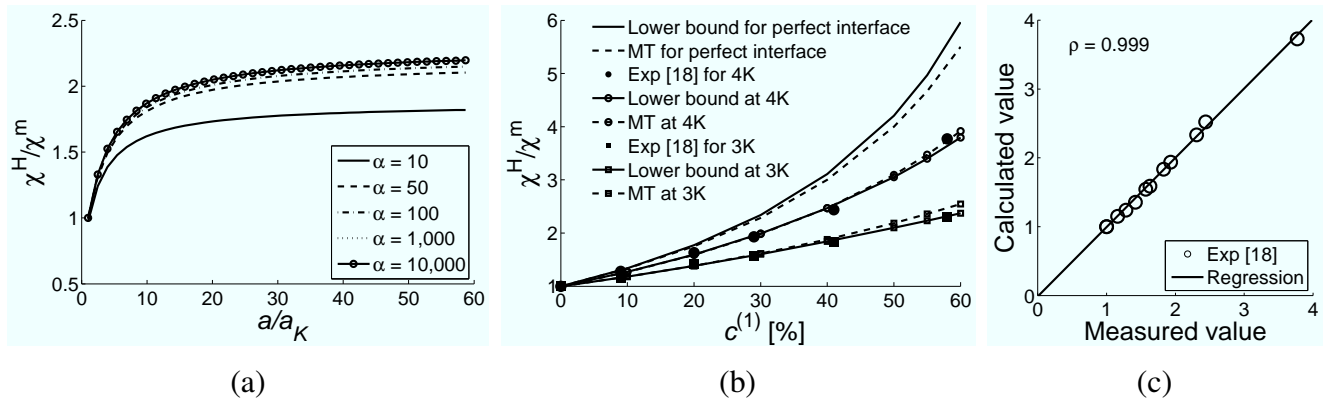 χ^H/χ^m
2.5
2
1.5
1
0.5
0 10 20 30 40 50 60
a/a_K
α = 10
α = 50
α = 100
α = 1,000
α = 10,000
(a)
χ^H/χ^m
6
5
4
3
2
1
0 10 20 30 40 50 60
c^(1) [%]
Lower bound for perfect interface
MT for perfect interface
Exp [18] for 4K
Lower bound at 4K
MT at 4K
Exp [18] for 3K
Lower bound at 3K
MT at 3K
(b)
Calculated value
4
3
2
1
0
0 1 2 3 4
Measured value
ρ = 0.999
Exp [18]
Regression
(c)